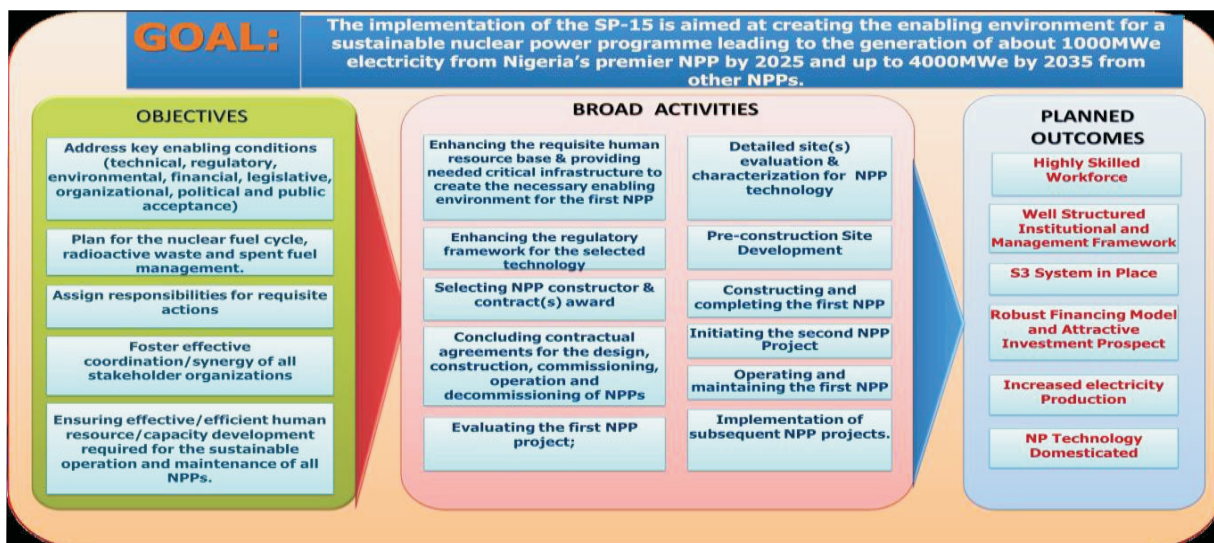 GOAL:
The implementation of the SP-15 is aimed at creating the enabling environment for a
sustainable nuclear power programme leading to the generation of about 1000MWe
electricity from Nigeria's premier NPP by 2025 and up to 4000MWe by 2035 from
other NPPs.
OBJECTIVES
Address key enabling conditions
(technical, regulatory,
environmental, financial, legislative,
organizational, political and public
acceptance)
Plan for the nuclear fuel cycle,
radioactive waste and spent fuel
management.
Assign responsibilities for requisite
actions
Foster effective
coordination/synergy of all
stakeholder organizations
Ensuring effective/efficient human
resource/capacity development
required for the sustainable
operation and maintenance of all
NPPs.
BROAD ACTIVITIES
Enhancing the requisite human
resource base & providing
needed critical infrastructure to
create the necessary enabling
environment for the first NPP
Enhancing the regulatory
framework for the selected
technology
Selecting NPP constructor &
contract(s) award
Concluding contractual
agreements for the design,
construction, commissioning,
operation and
decommissioning of NPPs
Evaluating the first NPP
project;
Detailed site(s)
evaluation &
characterization for NPP
technology
Pre-construction Site
Development
Constructing and
completing the first NPP
Initiating the second NPP
Project
Operating and
maintaining the first NPP
Implementation of
subsequent NPP projects.
PLANNED
OUTCOMES
Highly Skilled
Workforce
Well Structured
Institutional and
Management Framework
S3 System in Place
Robust Financing Model
and Attractive
Investment Prospect
Increased electricity
Production
NP Technology
Domesticated